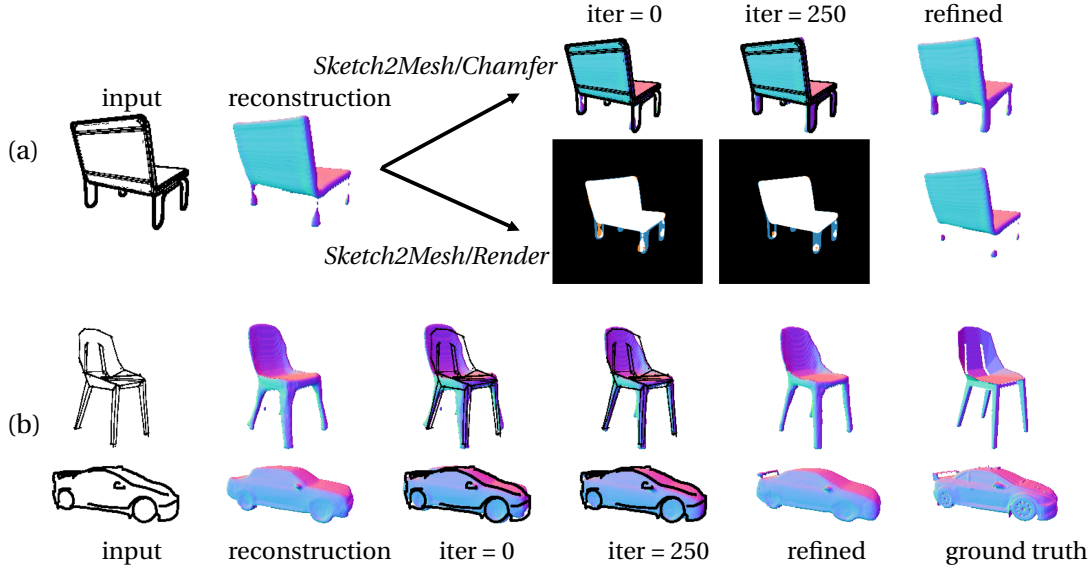 iter = 0
iter = 250
refined
Sketch2Mesh/Chamfer
input
reconstruction
(a)
Sketch2Mesh/Render
(b)
input
reconstruction
iter = 0
iter = 250
refined
ground truth